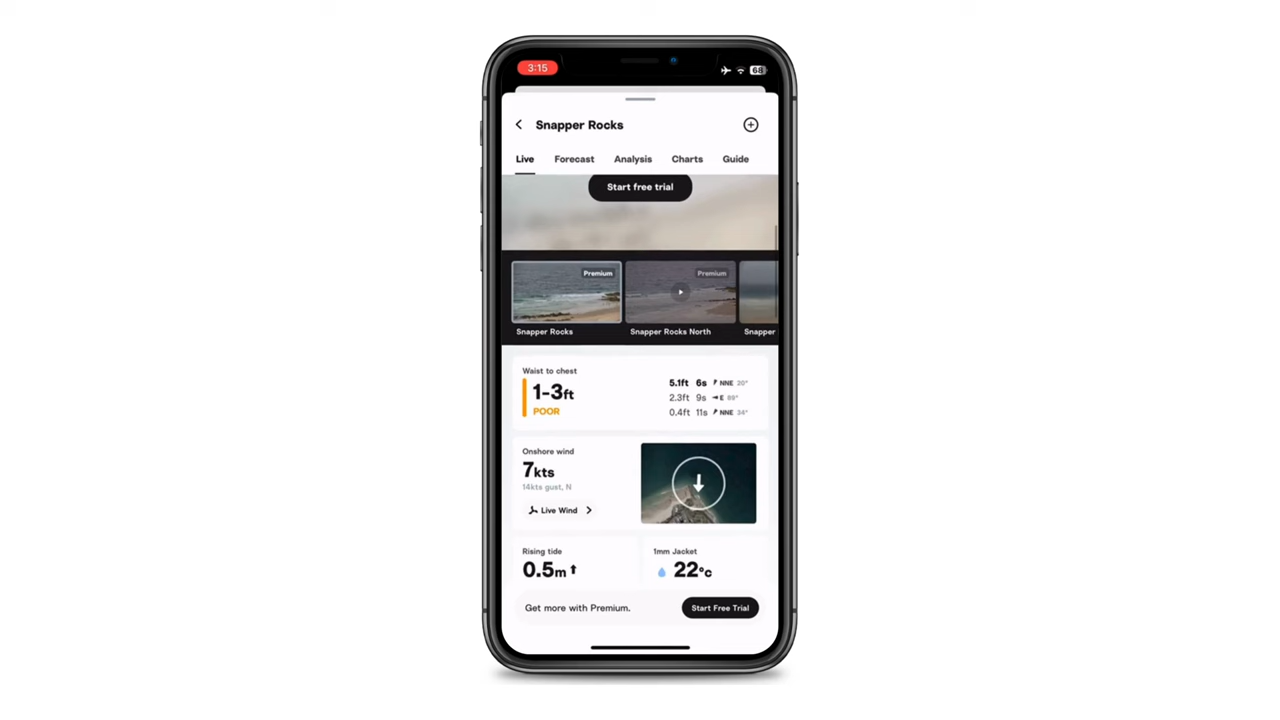 3:15
68
Snapper Rocks
Live Forecast Analysis Charts Guide
Start free trial
Premium
Premium
Snapper Rocks
Snapper Rocks North
Snapper
Waist to chest
1-3ft
POOR
5.1ft 6s NNE 20°
2.3ft 9s E 89°
0.4ft 11s NNE 34°
Onshore wind
7kts
14kts gust, N
Live Wind
Rising tide
0.5m
1mm Jacket
22°c
Get more with Premium.
Start Free Trial